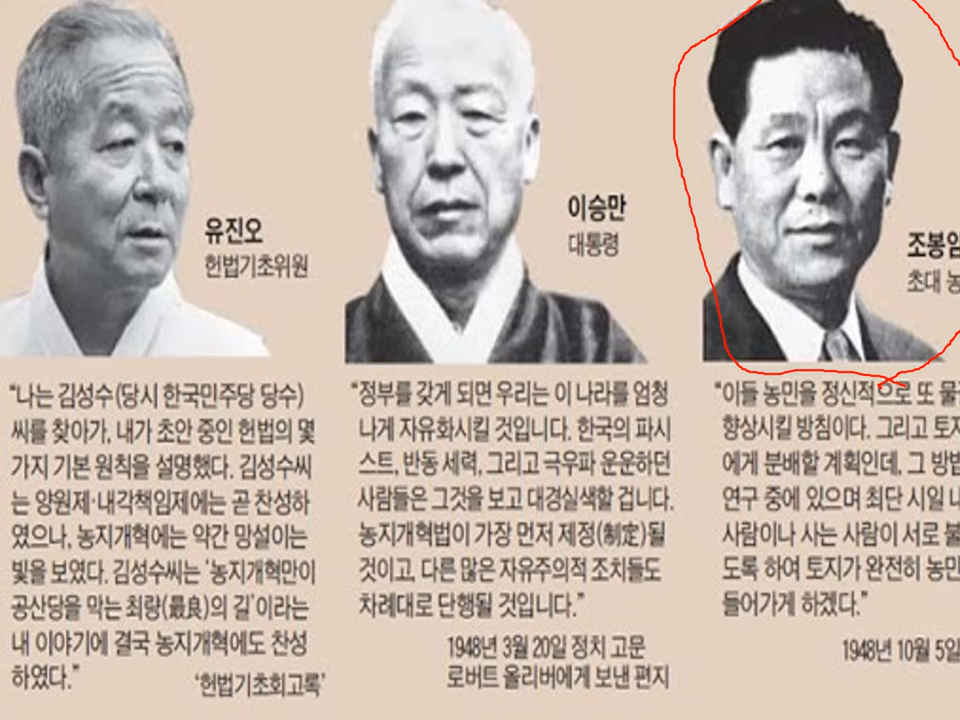 유진오
헌법기초위원
“나는 김성수(당시 한국민주당 당수)
씨를 찾아가, 내가 초안 중인 헌법의 몇
가지 기본 원칙을 설명했다. 김성수씨
는 양원제·내각책임제에는 곧 찬성하
였으나, 농지개혁에는 약간 망설이는
빛을 보였다. 김성수씨는 ‘농지개혁만이
공산당을 막는 최량(最良)의 길’이라는
내 이야기에 결국 농지개혁에도 찬성
하였다.”
‘헌법기초회고록’
이승만
대통령
“정부를 갖게 되면 우리는 이 나라를 엄청
나게 자유화시킬 것입니다. 한국의 파시
스트, 반동 세력, 그리고 극우파 운운하던
사람들은 그것을 보고 대경실색할 겁니다.
농지개혁법이 가장 먼저 제정(制定)될
것이고, 다른 많은 자유주의적 조치들도
차례대로 단행될 것입니다.”
1948년 3월 20일 정치 고문
로버트 올리버에게 보낸 편지
조봉암
초대 농
“이들 농민을 정신적으로 또 물
향상시킬 방침이다. 그리고 토지
에게 분배할 계획인데, 그 방법
연구 중에 있으며 최단 시일 내
사람이나 사는 사람이 서로 불
도록 하여 토지가 완전히 농민
들어가게 하겠다.”
1948년 10월 5일